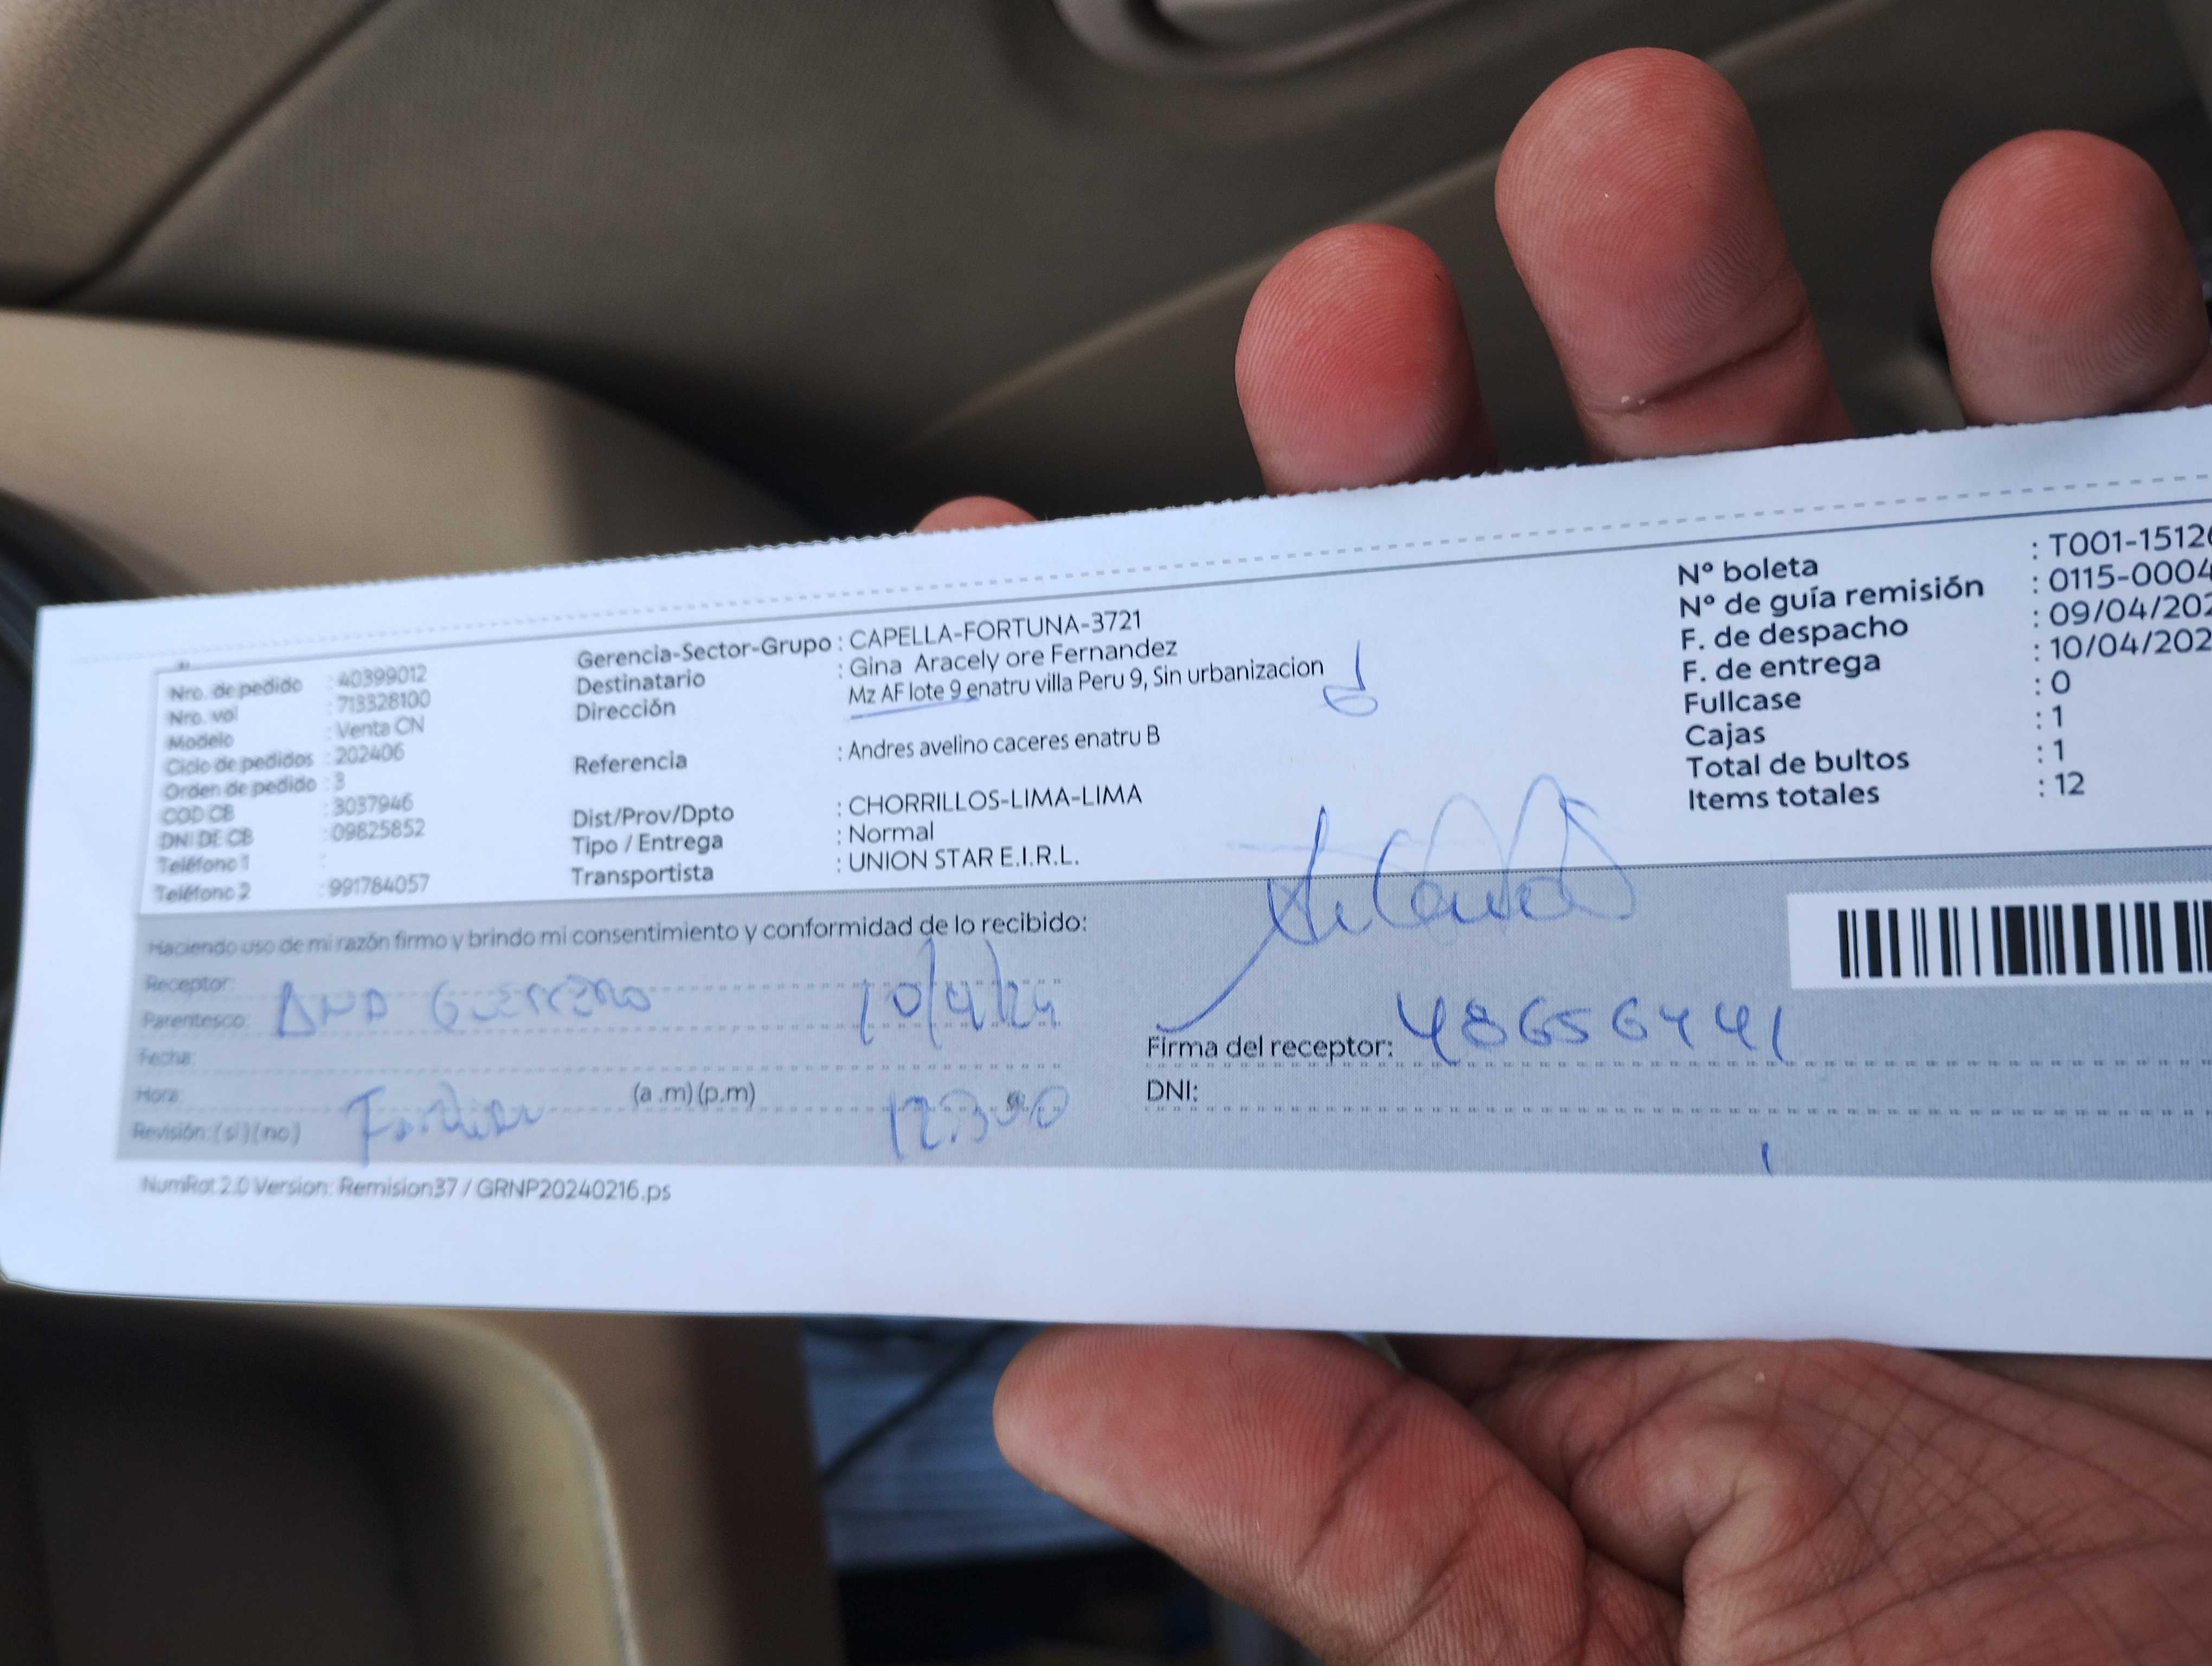 Nro. de pedido : 40399012
Nro. vol : 713328100
Modelo : Venta CN
Ciclo de pedidos : 202406
Orden de pedido : 3
COD CB : 3037946
DNI DE CB : 09825852
Teléfono 1 :
Teléfono 2 : 991784057
Gerencia-Sector-Grupo : CAPELLA-FORTUNA-3721
Destinatario : Gina Aracely ore Fernandez
Dirección Mz AF lote 9 enatru villa Peru 9, Sin urbanizacion
Referencia : Andres avelino caceres enatru B
Dist/Prov/Dpto : CHORRILLOS-LIMA-LIMA
Tipo / Entrega : Normal
Transportista : UNION STAR E.I.R.L.
N° boleta : T001-1512
N° de guía remisión : 0115-0004
F. de despacho : 09/04/202
F. de entrega : 10/04/202
Fullcase : 0
Cajas : 1
Total de bultos : 1
Items totales : 12
Haciendo uso de mi razón firmo y brindo mi consentimiento y conformidad de lo recibido:
Receptor:
Parentesco: Ana Guerrero 10/4/24
Fecha:
Hora: (a.m)(p.m) 12:30
Revisión: (si)(no)
Firma del receptor: 48656441
DNI:
NumRot 2.0 Version: Remision37 / GRNP20240216.ps